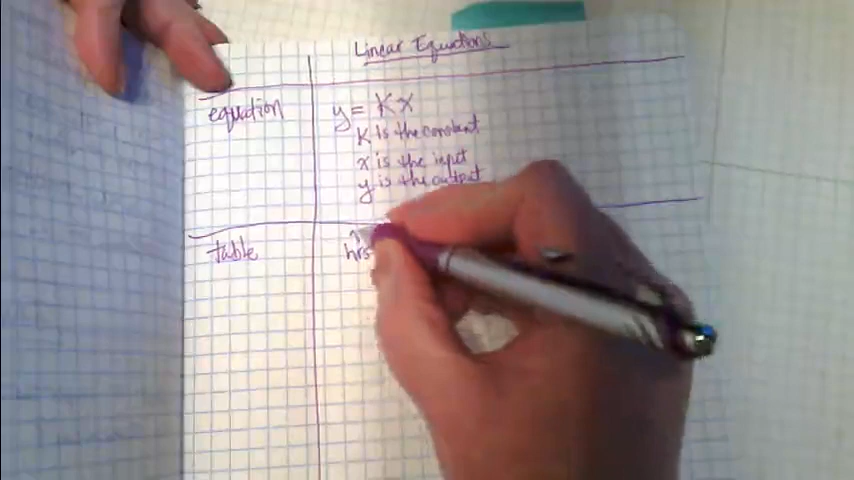 Linear Equations
equation
y = Kx
K is the constant
x is the input
y is the output
table
hrs